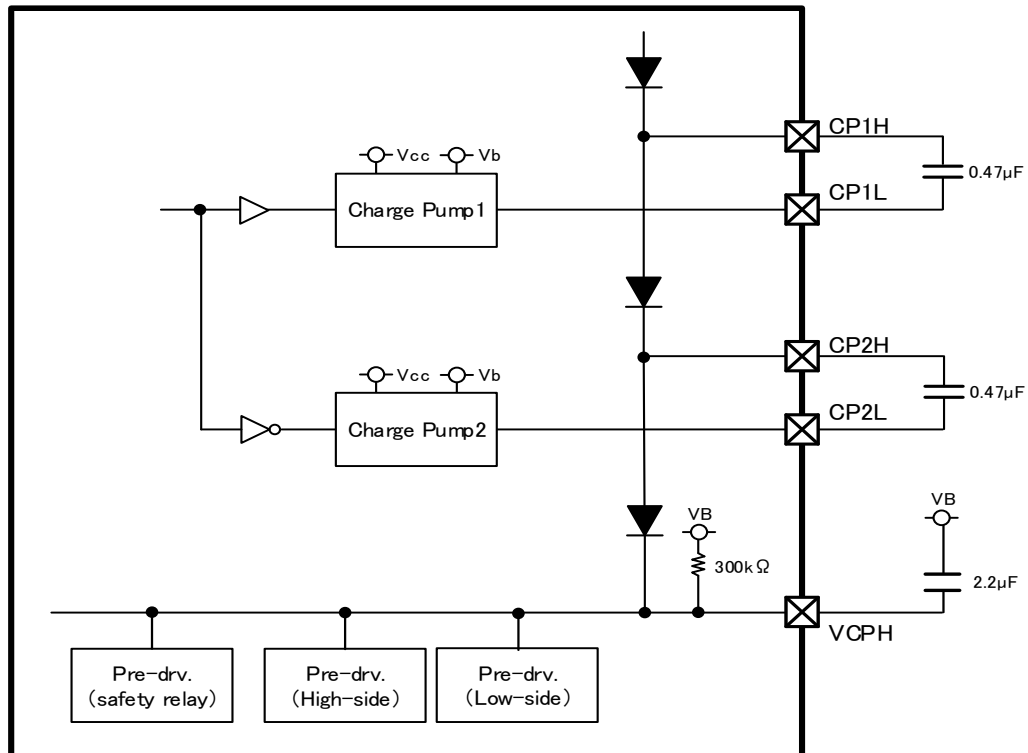 CP1H
Vcc
Vb
0.47µF
Charge Pump1
CP1L
CP2H
Vcc
Vb
0.47µF
Charge Pump2
CP2L
VB
VB
300kΩ
2.2µF
VCPH
Pre-drv.
(safety relay)
Pre-drv.
(High-side)
Pre-drv.
(Low-side)